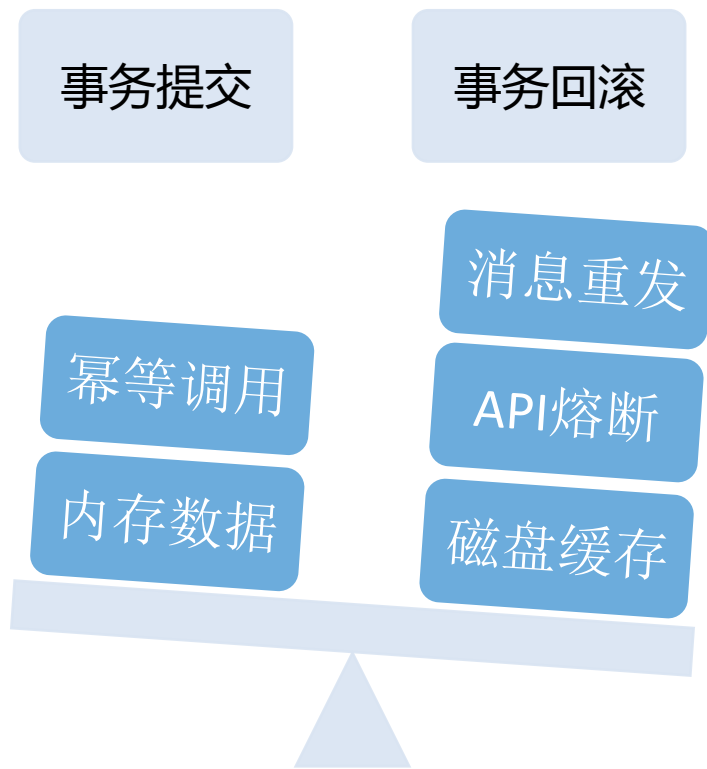 事务提交
事务回滚
消息重发
幂等调用
API熔断
内存数据
磁盘缓存